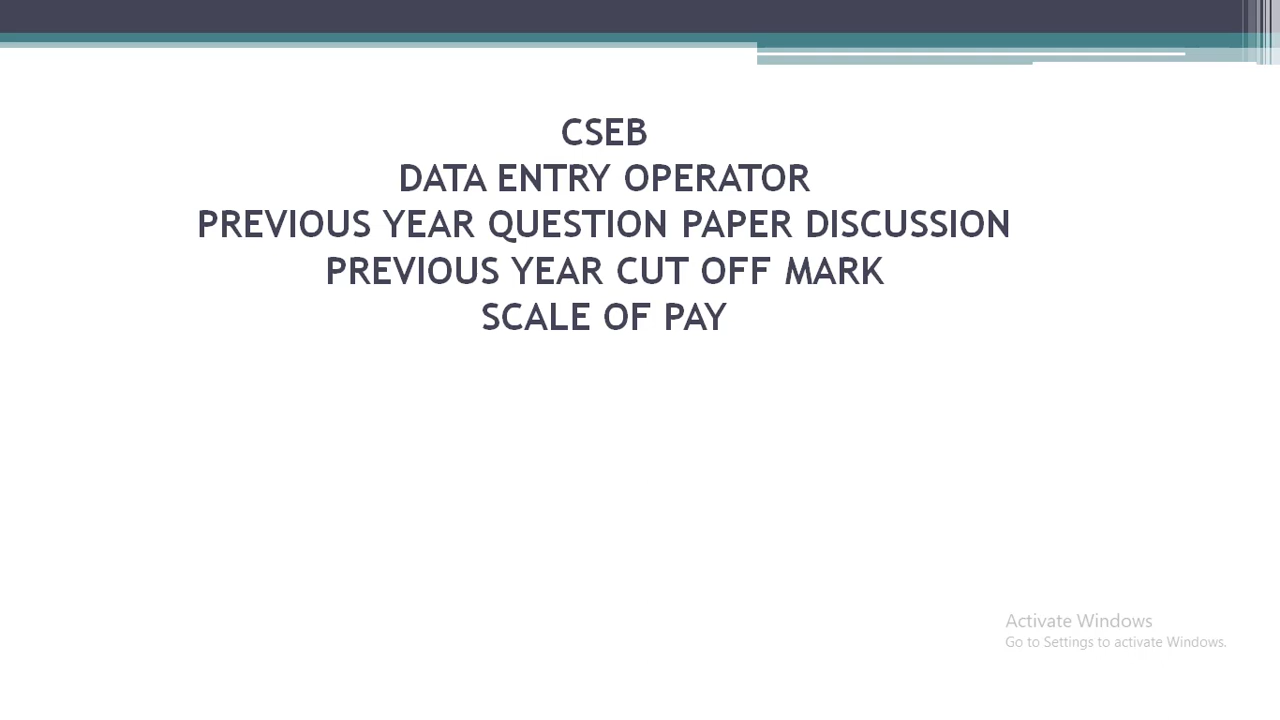 CSEB
DATA ENTRY OPERATOR
PREVIOUS YEAR QUESTION PAPER DISCUSSION
PREVIOUS YEAR CUT OFF MARK
SCALE OF PAY
Activate Windows
Go to Settings to activate Windows.